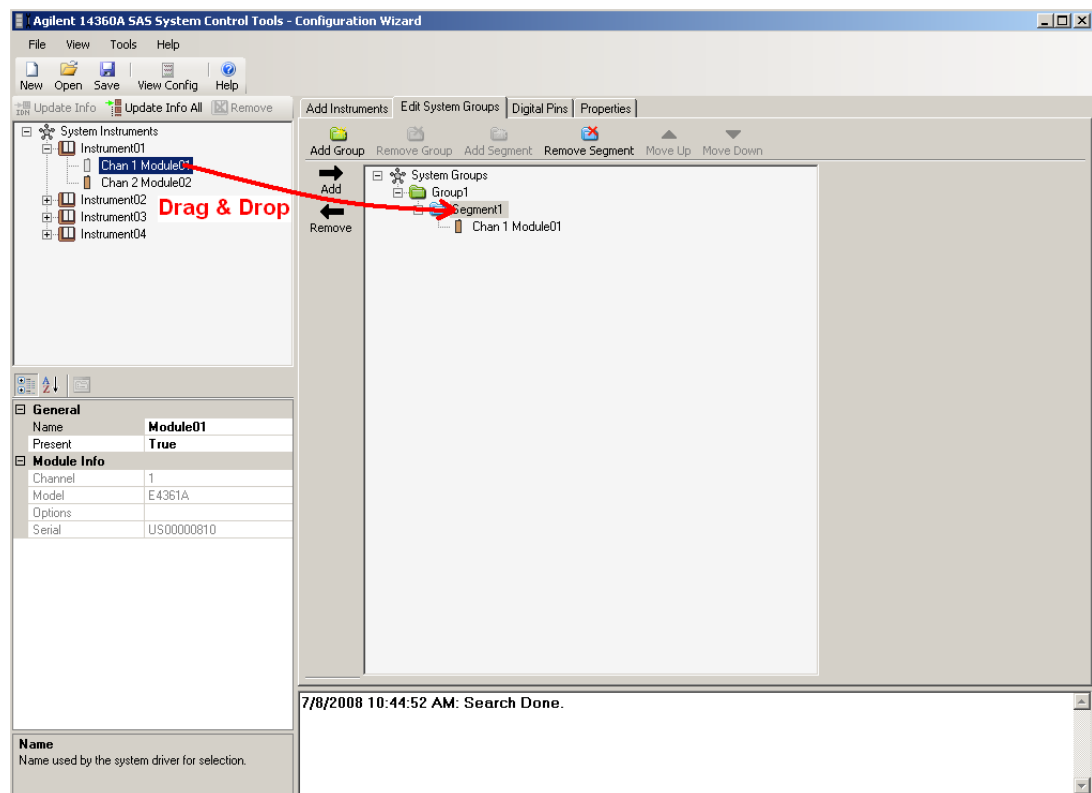 Agilent 14360A SAS System Control Tools - Configuration Wizard
File View Tools Help
New Open Save View Config Help
Update Info Update Info All Remove
System Instruments
Instrument01
Chan 1 Module01
Chan 2 Module02
Instrument02
Instrument03
Instrument04
Drag & Drop
Add Instruments Edit System Groups Digital Pins Properties
Add Group Remove Group Add Segment Remove Segment Move Up Move Down
Add
Remove
System Groups
Group1
Segment1
Chan 1 Module01
General
Name Module01
Present True
Module Info
Channel 1
Model E4361A
Options
Serial US00000810
Name
Name used by the system driver for selection.
7/8/2008 10:44:52 AM: Search Done.